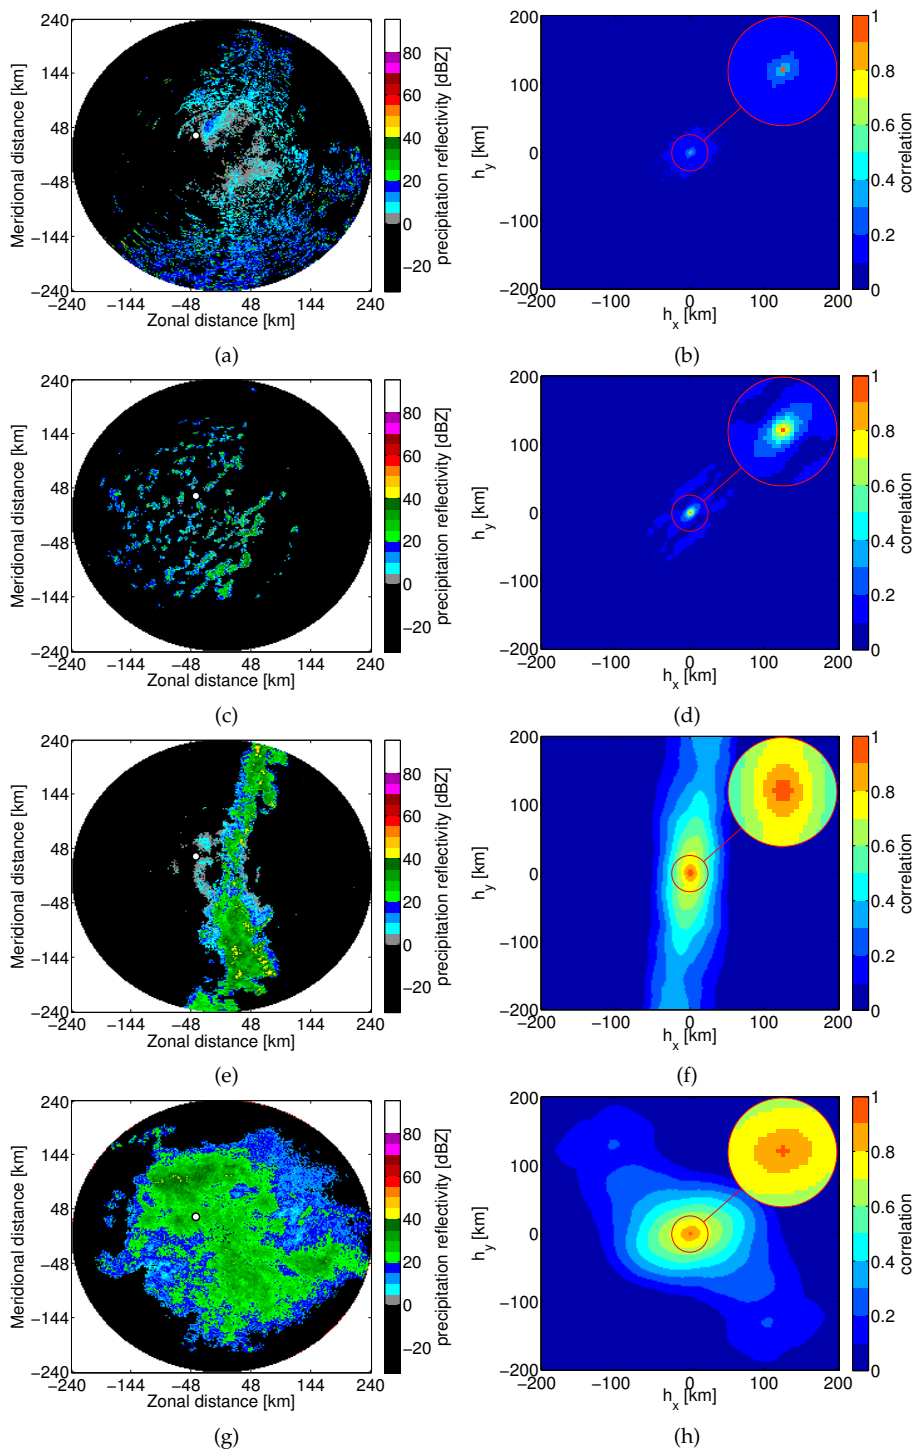 240
144
48
−48
−144
−240
Meridional distance [km]
−240 −144 −48 48 144 240
Zonal distance [km]
80
60
40
20
0
−20
precipitation reflectivity [dBZ]
(a)
200
100
0
−100
−200
h_y [km]
−200 −100 0 100 200
h_x [km]
1
0.8
0.6
0.4
0.2
0
correlation
(b)
240
144
48
−48
−144
−240
Meridional distance [km]
−240 −144 −48 48 144 240
Zonal distance [km]
80
60
40
20
0
−20
precipitation reflectivity [dBZ]
(c)
200
100
0
−100
−200
h_y [km]
−200 −100 0 100 200
h_x [km]
1
0.8
0.6
0.4
0.2
0
correlation
(d)
240
144
48
−48
−144
−240
Meridional distance [km]
−240 −144 −48 48 144 240
Zonal distance [km]
80
60
40
20
0
−20
precipitation reflectivity [dBZ]
(e)
200
100
0
−100
−200
h_y [km]
−200 −100 0 100 200
h_x [km]
1
0.8
0.6
0.4
0.2
0
correlation
(f)
240
144
48
−48
−144
−240
Meridional distance [km]
−240 −144 −48 48 144 240
Zonal distance [km]
80
60
40
20
0
−20
precipitation reflectivity [dBZ]
(g)
200
100
0
−100
−200
h_y [km]
−200 −100 0 100 200
h_x [km]
1
0.8
0.6
0.4
0.2
0
correlation
(h)